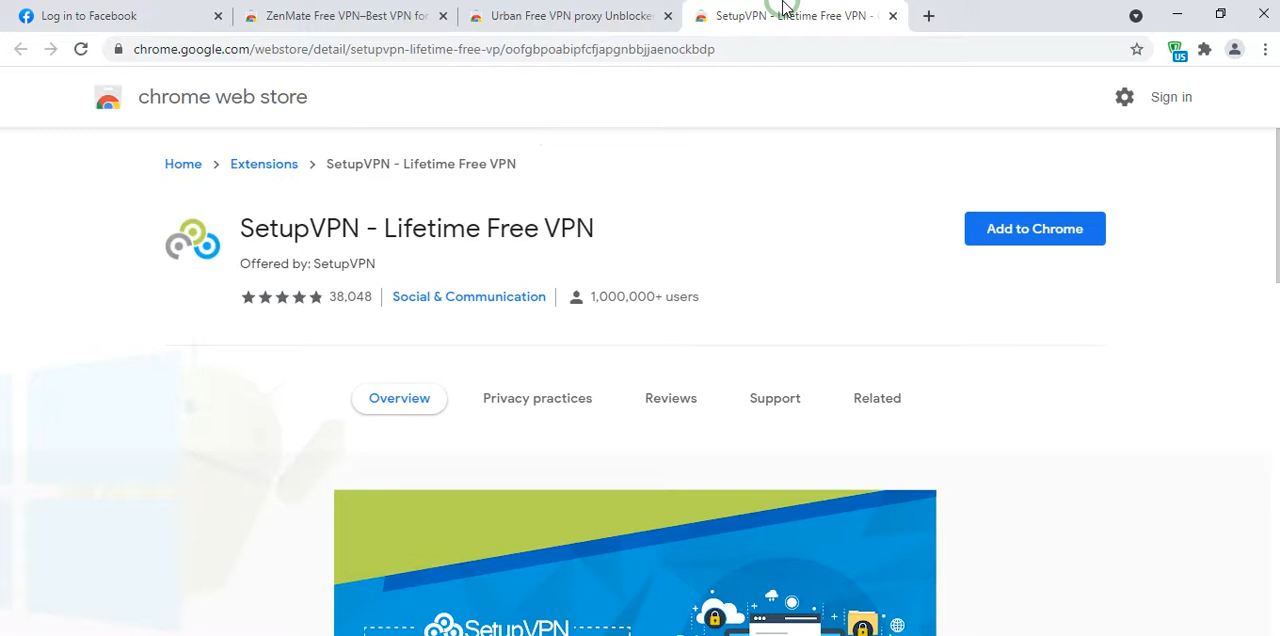 Log in to Facebook
ZenMate Free VPN–Best VPN for
Urban Free VPN proxy Unblocker
SetupVPN - Lifetime Free VPN -
chrome.google.com/webstore/detail/setupvpn-lifetime-free-vp/oofgbpoabipfcfjapgnbbjjaenockbdp
US
chrome web store
Sign in
Home > Extensions > SetupVPN - Lifetime Free VPN
SetupVPN - Lifetime Free VPN
Add to Chrome
Offered by: SetupVPN
38,048 Social & Communication 1,000,000+ users
Overview Privacy practices Reviews Support Related
SetupVPN